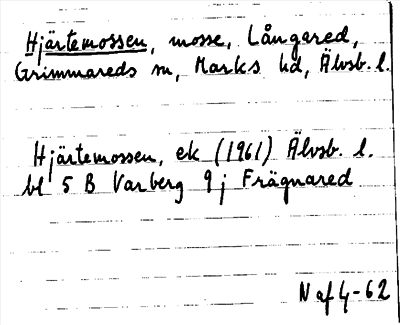 Hjärtemossen, mosse, Långared,
Grimmareds sn, Marks hd, Älvsb. l.
Hjärtemossen, ek (1961) Älvsb. l.
bl 5 B Varberg 9 j Frägnared
N af 4-62